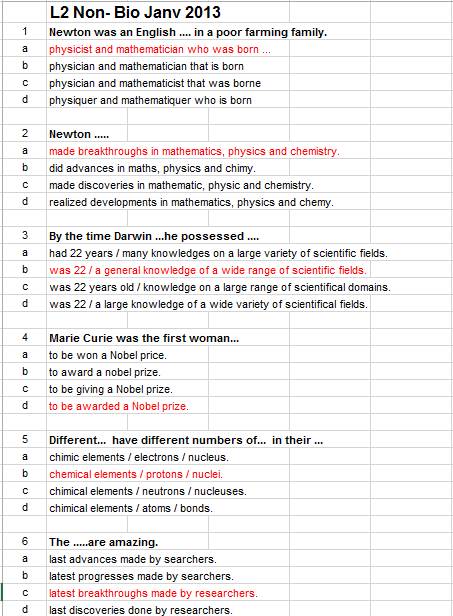 L2 Non- Bio Janv 2013
1 Newton was an English .... in a poor farming family.
a physicist and mathematician who was born ...
b physician and mathematician that is born
c physician and mathematicist that was borne
d physiquer and mathematiquer who is born
2 Newton .....
a made breakthroughs in mathematics, physics and chemistry.
b did advances in maths, physics and chimy.
c made discoveries in mathematic, physic and chemistry.
d realized developments in mathematics, physics and chemy.
3 By the time Darwin ...he possessed ....
a had 22 years / many knowledges on a large variety of scientific fields.
b was 22 / a general knowledge of a wide range of scientific fields.
c was 22 years old / knowledge on a large range of scientifical domains.
d was 22 / a large knowledge of a wide variety of scientifical fields.
4 Marie Curie was the first woman...
a to be won a Nobel price.
b to award a nobel prize.
c to be giving a Nobel prize.
d to be awarded a Nobel prize.
5 Different... have different numbers of... in their ...
a chimic elements / electrons / nucleus.
b chemical elements / protons / nuclei.
c chimical elements / neutrons / nucleuses.
d chimical elements / atoms / bonds.
6 The .....are amazing.
a last advances made by searchers.
b latest progresses made by searchers.
c latest breakthroughs made by researchers.
d last discoveries done by researchers.